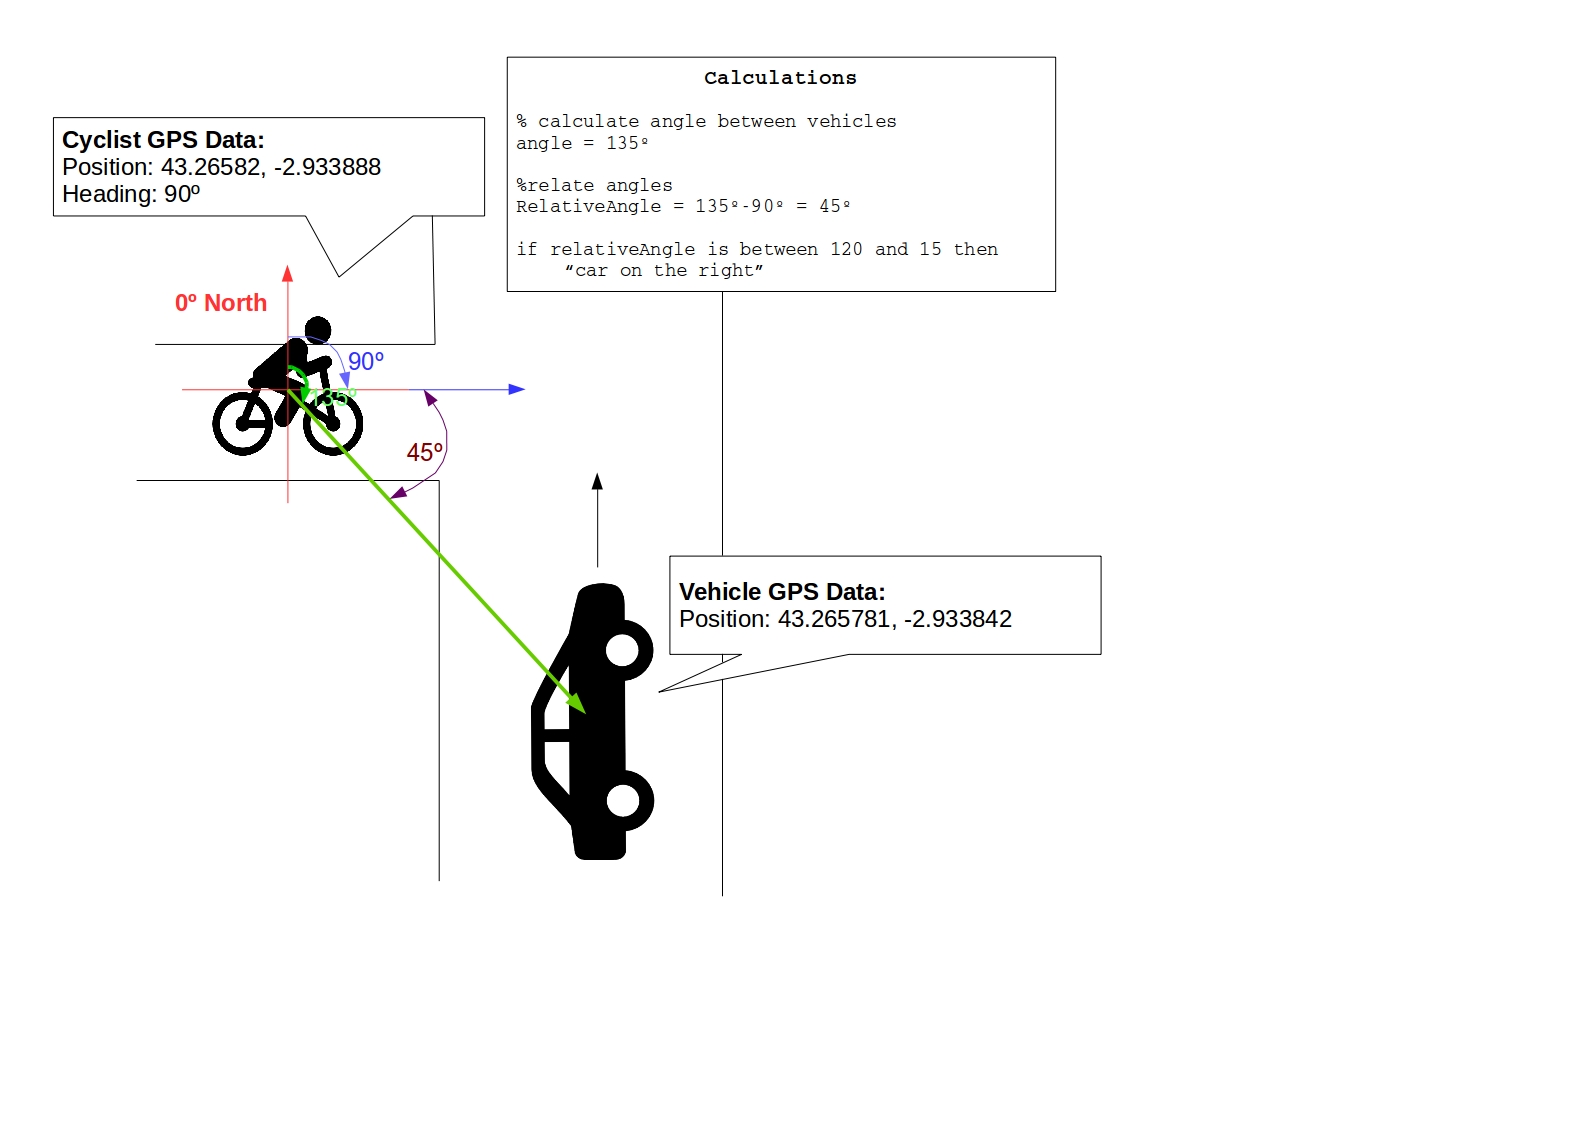 Calculations
% calculate angle between vehicles
angle = 135º
%relate angles
RelativeAngle = 135º-90º = 45º
if relativeAngle is between 120 and 15 then
“car on the right”
Cyclist GPS Data:
Position: 43.26582, -2.933888
Heading: 90º
0º North
90º
135º
45º
Vehicle GPS Data:
Position: 43.265781, -2.933842